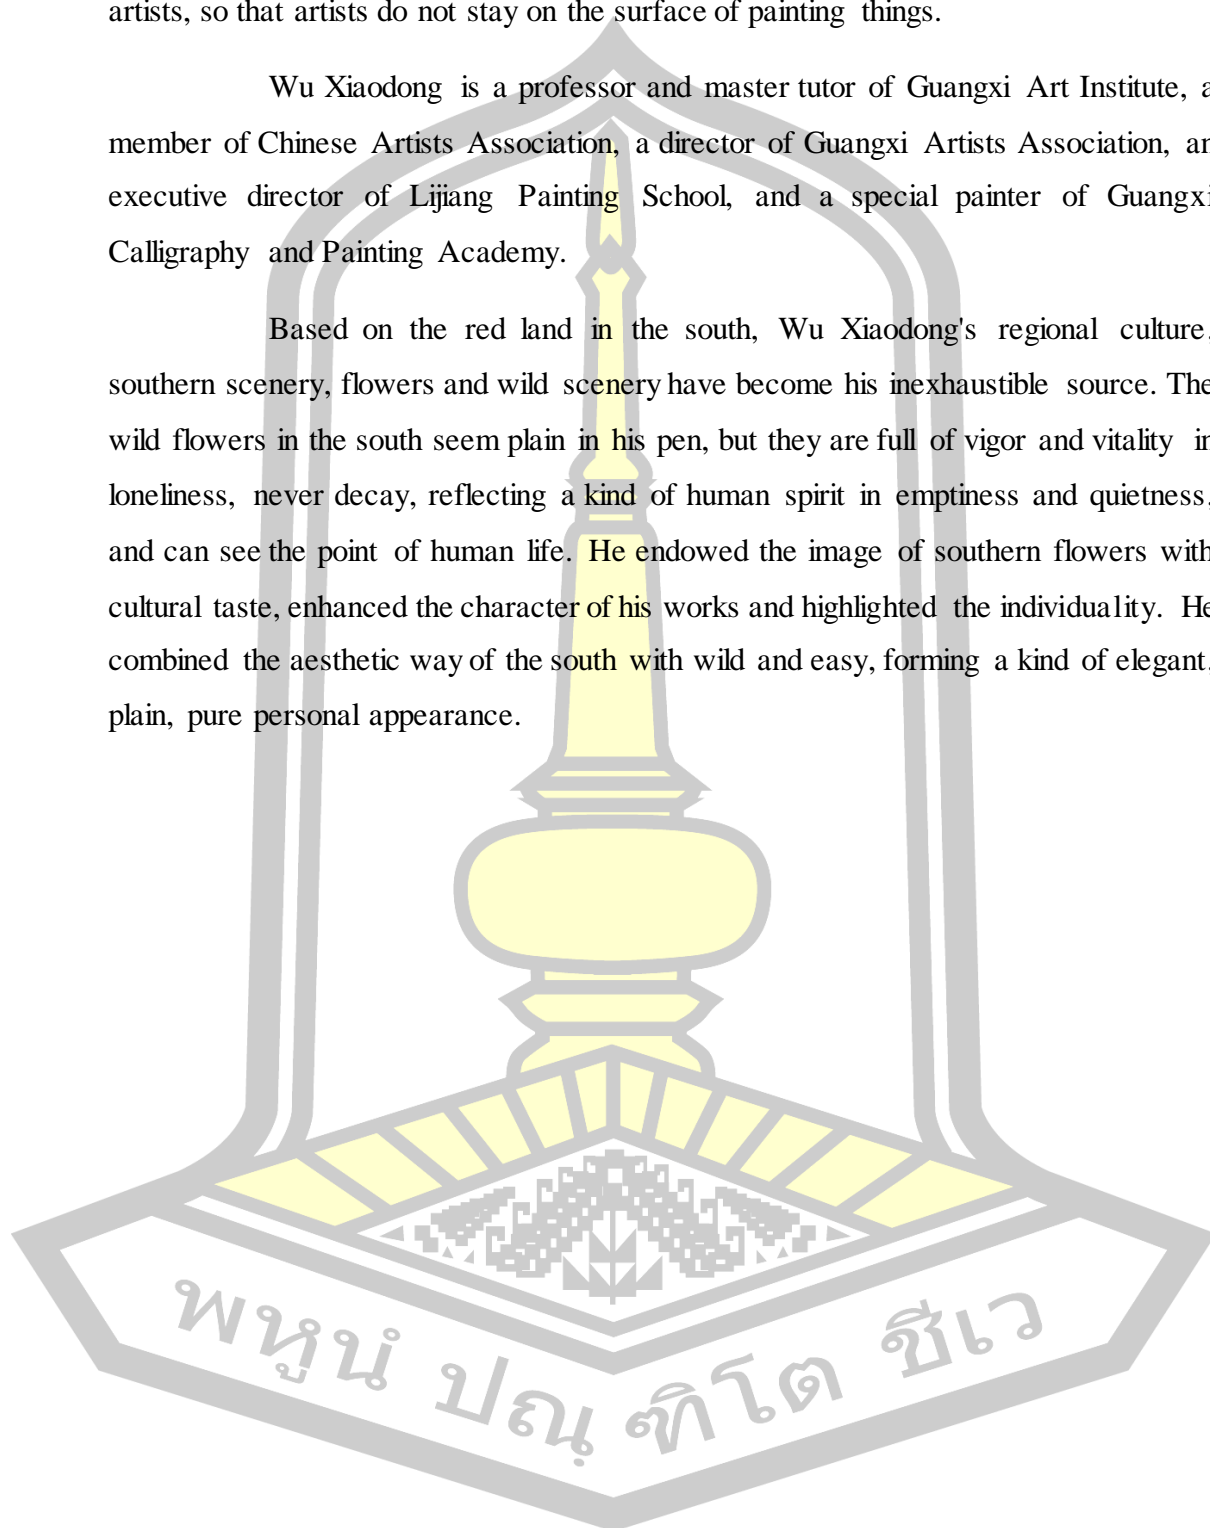 artists, so that artists do not stay on the surface of painting things.
Wu Xiaodong is a professor and master tutor of Guangxi Art Institute, a
member of Chinese Artists Association, a director of Guangxi Artists Association, an
executive director of Lijiang Painting School, and a special painter of Guangxi
Calligraphy and Painting Academy.
Based on the red land in the south, Wu Xiaodong's regional culture,
southern scenery, flowers and wild scenery have become his inexhaustible source. The
wild flowers in the south seem plain in his pen, but they are full of vigor and vitality in
loneliness, never decay, reflecting a kind of human spirit in emptiness and quietness,
and can see the point of human life. He endowed the image of southern flowers with
cultural taste, enhanced the character of his works and highlighted the individuality. He
combined the aesthetic way of the south with wild and easy, forming a kind of elegant,
plain, pure personal appearance.
พหูนํ ปณฺฑิโต ชีเว